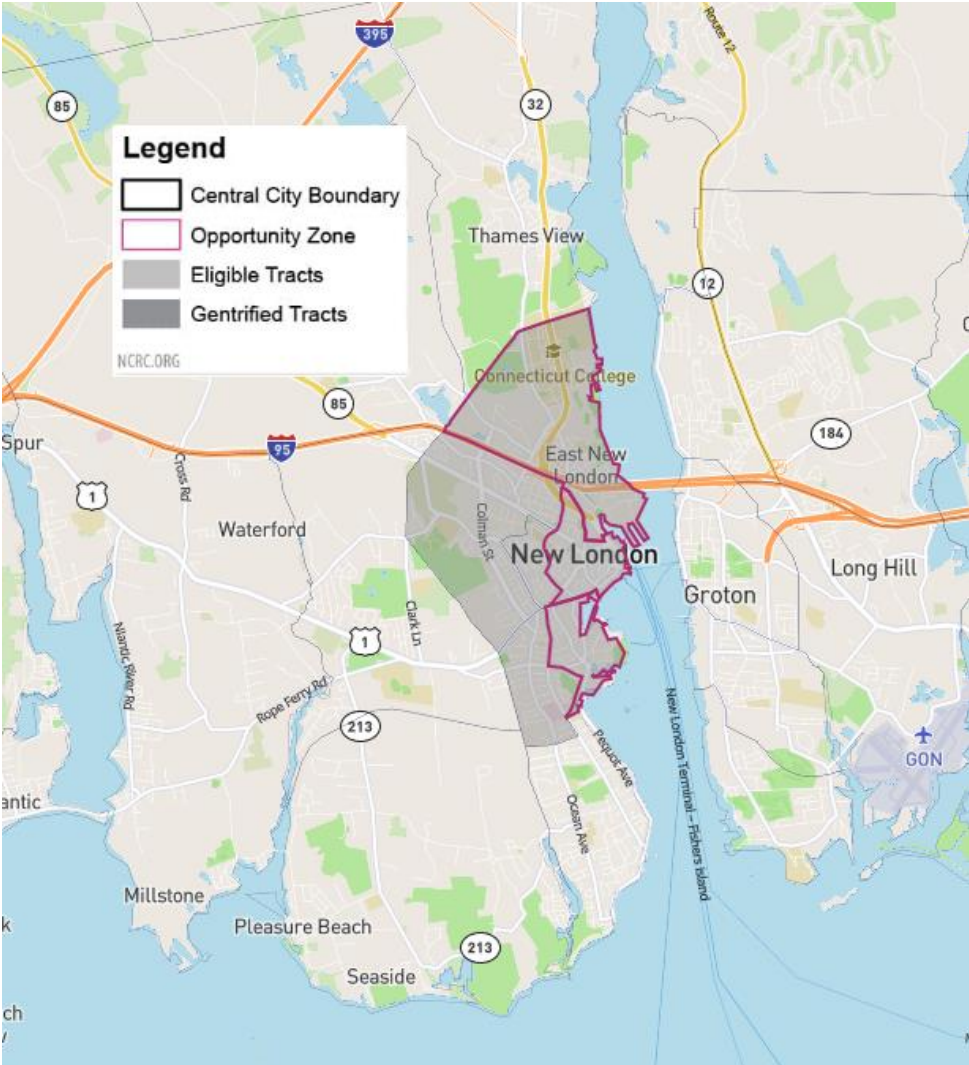 395
Route 12
85
32
Legend
Central City Boundary
Opportunity Zone
Eligible Tracts
Gentrified Tracts
NCRC.ORG
Thames View
12
Connecticut College
85
184
Spur
95
East New
London
1
Cross Rd
Colman St
Waterford
New London
Long Hill
Groton
Clark Ln
1
Niantic River Rd
Rope Ferry Rd
213
Pequot Ave
New London Terminal – Fishers Island
GON
antic
Ocean Ave
Millstone
Pleasure Beach
k
213
Seaside
ch